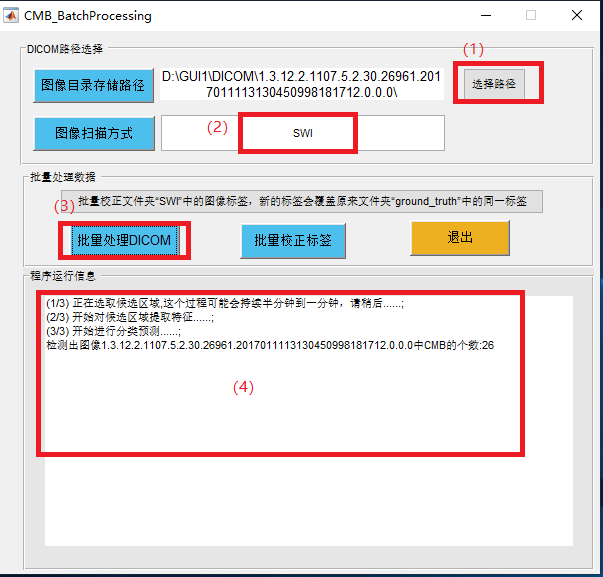 CMB_BatchProcessing
DICOM路径选择
(1)
图像目录存储路径
D:\GUI1\DICOM\1.3.12.2.1107.5.2.30.26961.201
70111131304509981817​12.0.0.0\
选择路径
图像扫描方式
(2)
SWI
批量处理数据
批量校正文件夹“SWI”中的图像标签，新的标签会覆盖原来文件夹“ground_truth”中的同一标签
(3)
批量处理DICOM
批量校正标签
退出
程序运行信息
(1/3) 正在选取候选区域,这个过程可能会持续半分钟到一分钟，请稍后......;
(2/3) 开始对候选区域提取特征......;
(3/3) 开始进行分类预测......;
检测出图像1.3.12.2.1107.5.2.30.26961.20170111131304509981817​12.0.0.0中CMB的个数:26
(4)